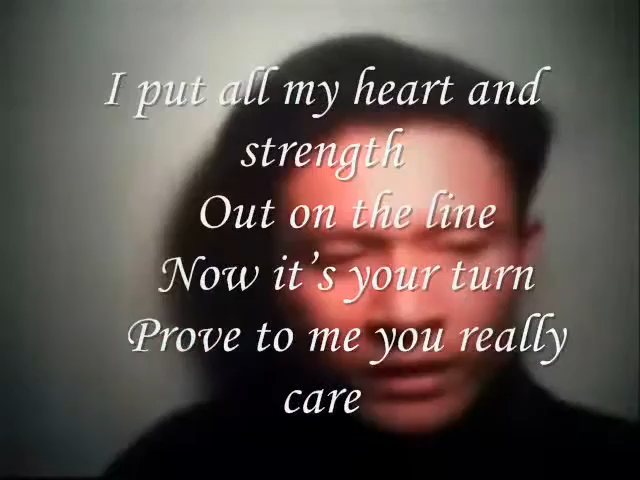 I put all my heart and
strength
Out on the line
Now it's your turn
Prove to me you really
care